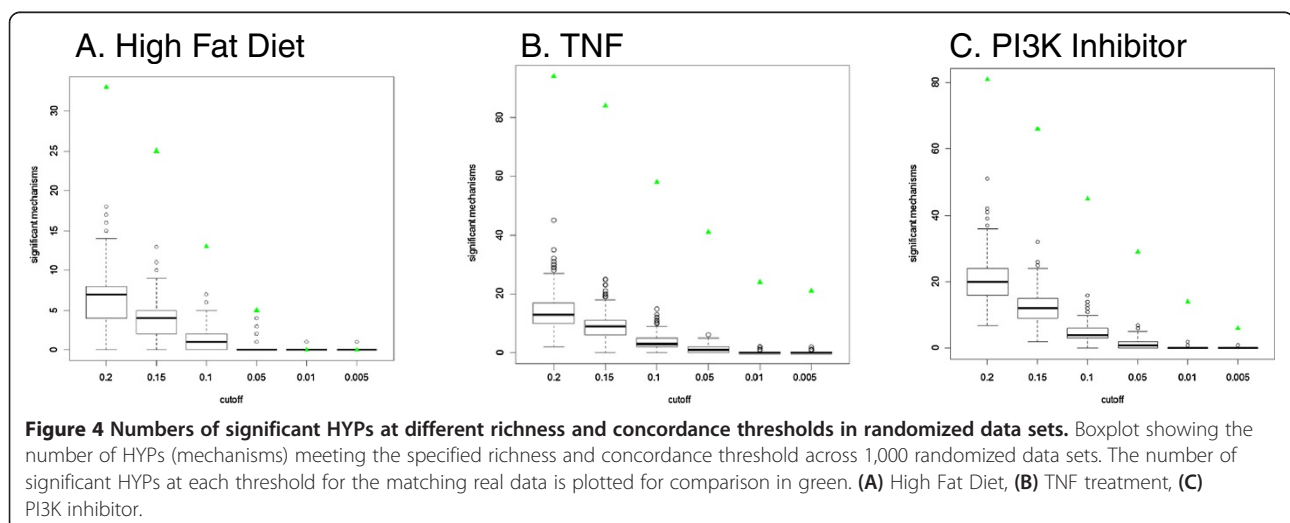 A. High Fat Diet
B. TNF
C. PI3K Inhibitor
significant mechanisms
30
25
20
15
10
5
0
0.2 0.15 0.1 0.05 0.01 0.005
cutoff
significant mechanisms
80
60
40
20
0
0.2 0.15 0.1 0.05 0.01 0.005
cutoff
significant mechanisms
80
60
40
20
0
0.2 0.15 0.1 0.05 0.01 0.005
cutoff
Figure 4 Numbers of significant HYPs at different richness and concordance thresholds in randomized data sets. Boxplot showing the
number of HYPs (mechanisms) meeting the specified richness and concordance threshold across 1,000 randomized data sets. The number of
significant HYPs at each threshold for the matching real data is plotted for comparison in green. (A) High Fat Diet, (B) TNF treatment, (C)
PI3K inhibitor.